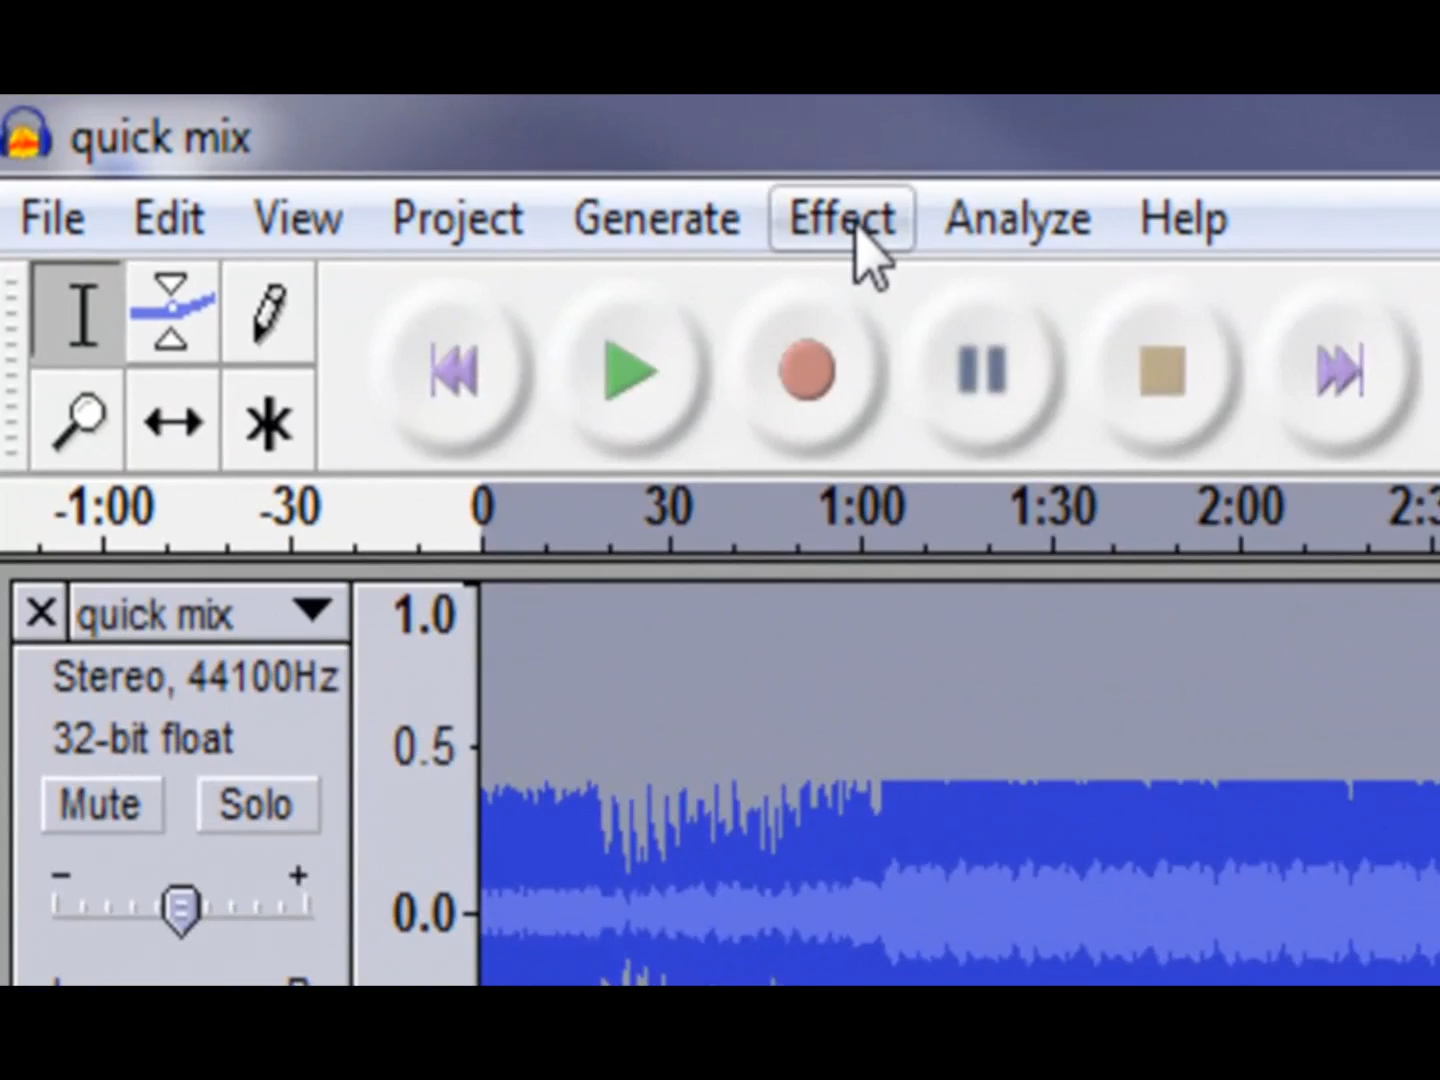 quick mix
File Edit View Project Generate Effect Analyze Help
-1:00 -30 0 30 1:00 1:30 2:00
quick mix
1.0
Stereo, 44100Hz
32-bit float
0.5
Mute Solo
- +
0.0